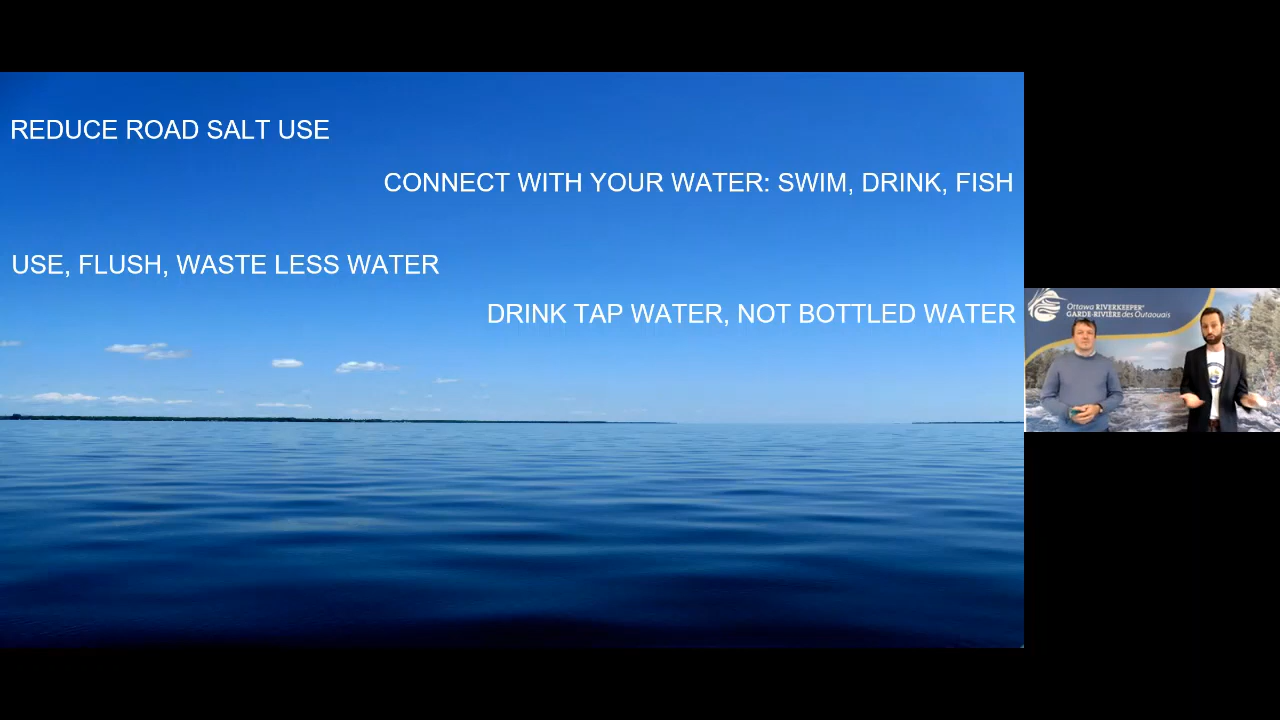 REDUCE ROAD SALT USE
CONNECT WITH YOUR WATER: SWIM, DRINK, FISH
USE, FLUSH, WASTE LESS WATER
DRINK TAP WATER, NOT BOTTLED WATER
Ottawa RIVERKEEPER®
GARDE-RIVIÈRE des Outaouais